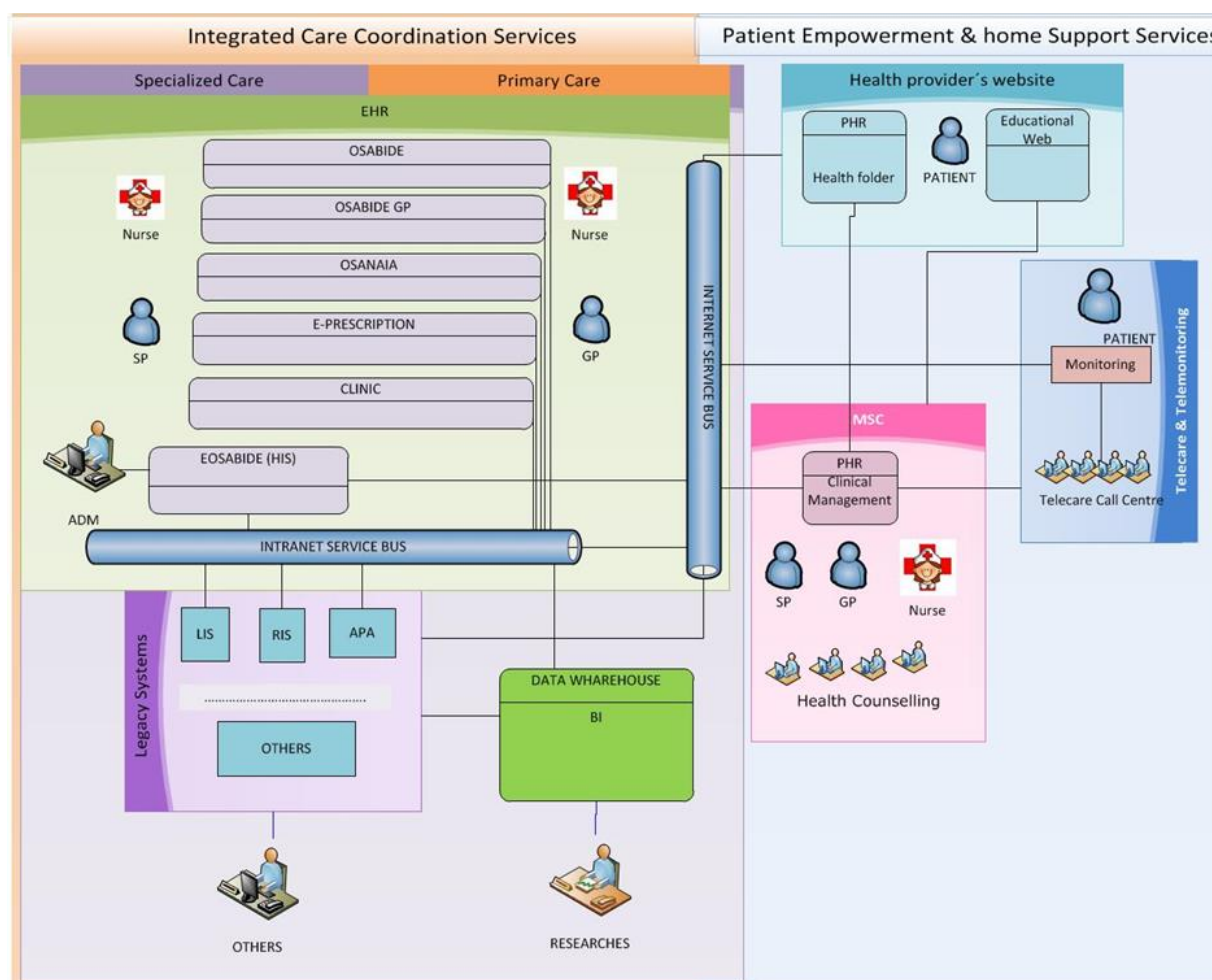 Integrated Care Coordination Services
Patient Empowerment & home Support Services
Specialized Care
Primary Care
EHR
OSABIDE
OSABIDE GP
OSANAIA
E-PRESCRIPTION
CLINIC
EOSABIDE (HIS)
Nurse
Nurse
SP
GP
ADM
INTRANET SERVICE BUS
INTERNET SERVICE BUS
Health provider´s website
PHR
Health folder
PATIENT
Educational
Web
PATIENT
Monitoring
Telecare Call Centre
Telecare & Telemonitoring
MSC
PHR
Clinical
Management
SP
GP
Nurse
Health Counselling
Legacy Systems
LIS
RIS
APA
OTHERS
DATA WHAREHOUSE
BI
OTHERS
RESEARCHES